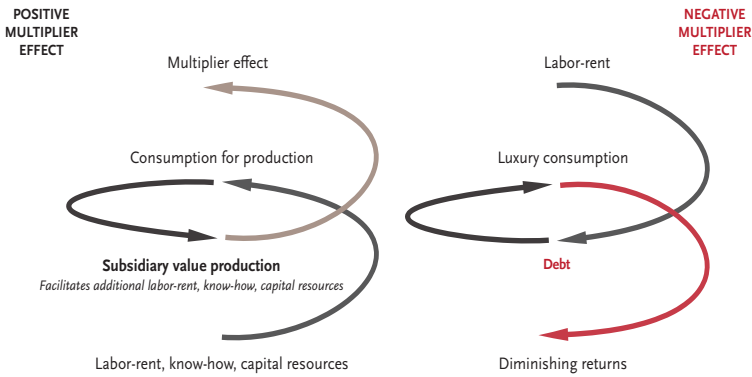 POSITIVE
MULTIPLIER
EFFECT
Multiplier effect
Consumption for production
Subsidiary value production
Facilitates additional labor-rent, know-how, capital resources
Labor-rent, know-how, capital resources
NEGATIVE
MULTIPLIER
EFFECT
Labor-rent
Luxury consumption
Debt
Diminishing returns